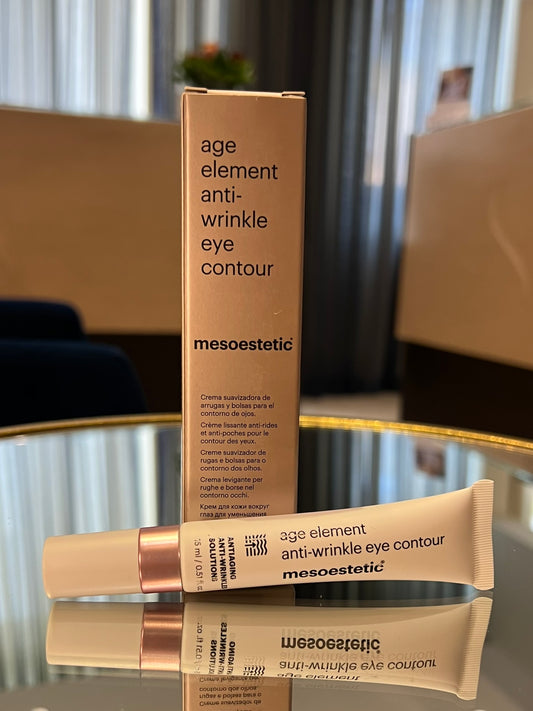 age
element
anti-
wrinkle
eye
contour
mesoestetic
Crema suavizadora de
arrugas y bolsas para el
contorno de ojos.
Crème lissante anti-rides
et anti-poches pour le
contour des yeux.
Creme suavizador de
rugas e bolsas para o
contorno dos olhos.
Crema levigante per
rughe e borse nel
contorno occhi.
Крем для кожи вокруг
глаз для уменьшения
ANTIAGING
ANTI-WRINKLE
SOLUTION
15 ml / 0.51 fl
age element
anti-wrinkle eye contour
mesoestetic